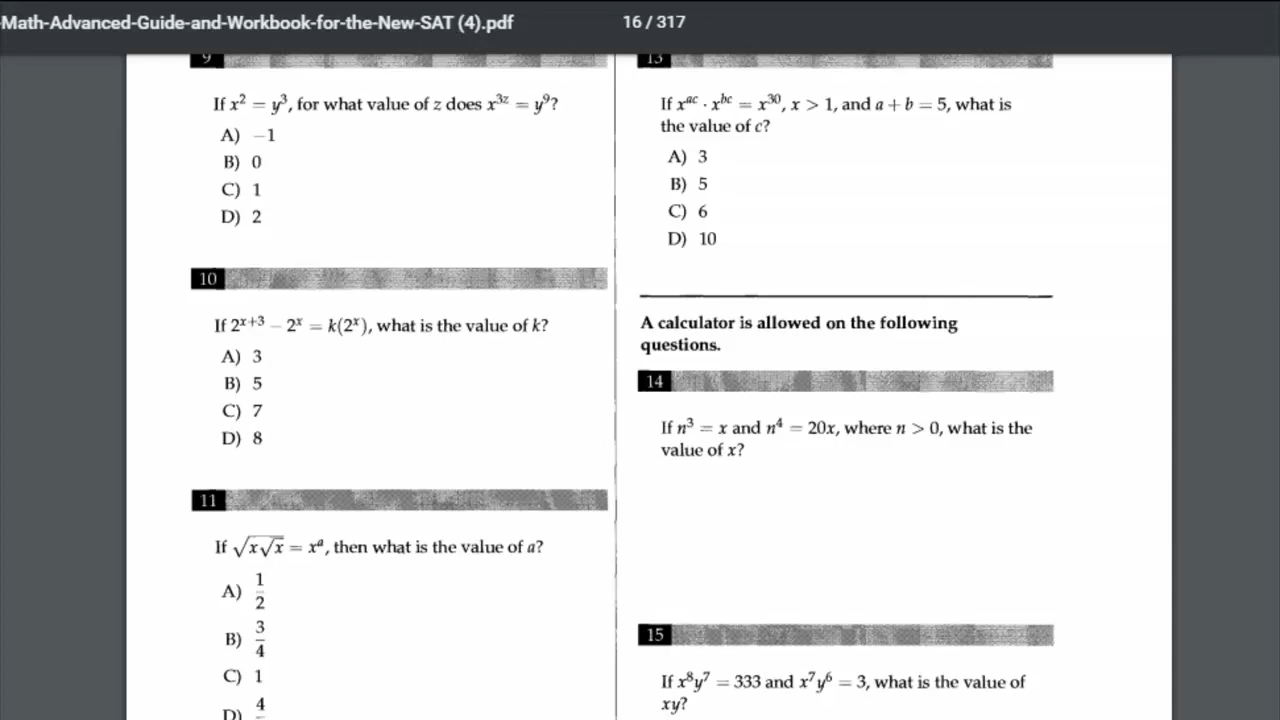 -Math-Advanced-Guide-and-Workbook-for-the-New-SAT (4).pdf
16 / 317
9
If x² = y³, for what value of z does x³ᶻ = y⁹?
A) −1
B) 0
C) 1
D) 2
10
If 2ˣ⁺³ − 2ˣ = k(2ˣ), what is the value of k?
A) 3
B) 5
C) 7
D) 8
11
If √(x√x) = xᵃ, then what is the value of a?
A) 1/2
B) 3/4
C) 1
D) 4
13
If xᵃᶜ · xᵇᶜ = x³⁰, x > 1, and a + b = 5, what is
the value of c?
A) 3
B) 5
C) 6
D) 10
A calculator is allowed on the following
questions.
14
If n³ = x and n⁴ = 20x, where n > 0, what is the
value of x?
15
If x⁸y⁷ = 333 and x⁷y⁶ = 3, what is the value of
xy?